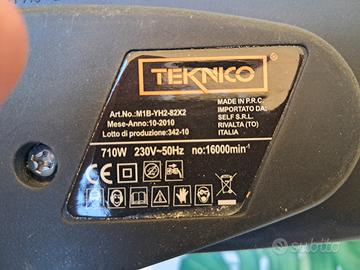 TEKNICO
Art.No.:M1B-YH2-82X2
Mese-Anno:10-2010
Lotto di produzione:342-10
MADE IN P.R.C.
IMPORTATO DA:
SELF S.R.L.
RIVALTA (TO)
ITALIA
710W 230V~50Hz no:16000min⁻¹
CE
subito